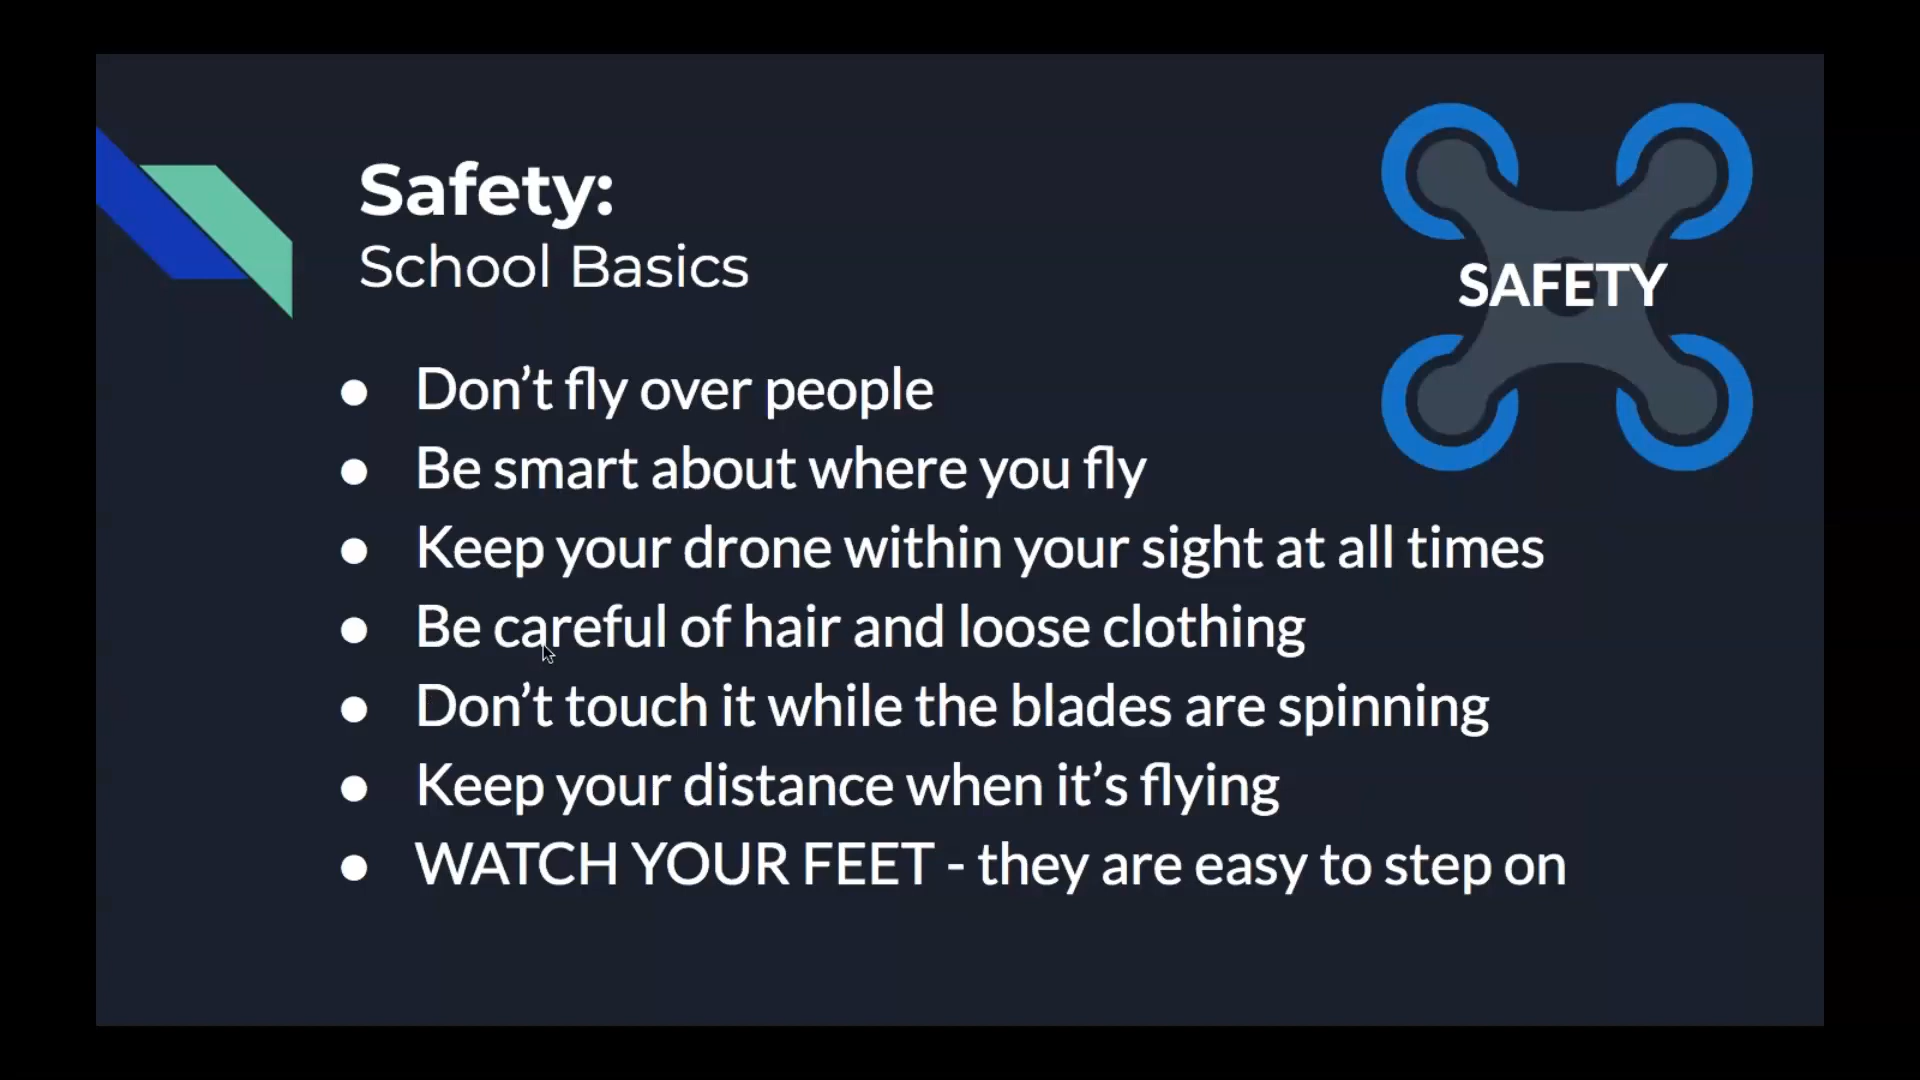 Safety:
School Basics
SAFETY
● Don’t fly over people
● Be smart about where you fly
● Keep your drone within your sight at all times
● Be careful of hair and loose clothing
● Don’t touch it while the blades are spinning
● Keep your distance when it’s flying
● WATCH YOUR FEET - they are easy to step on